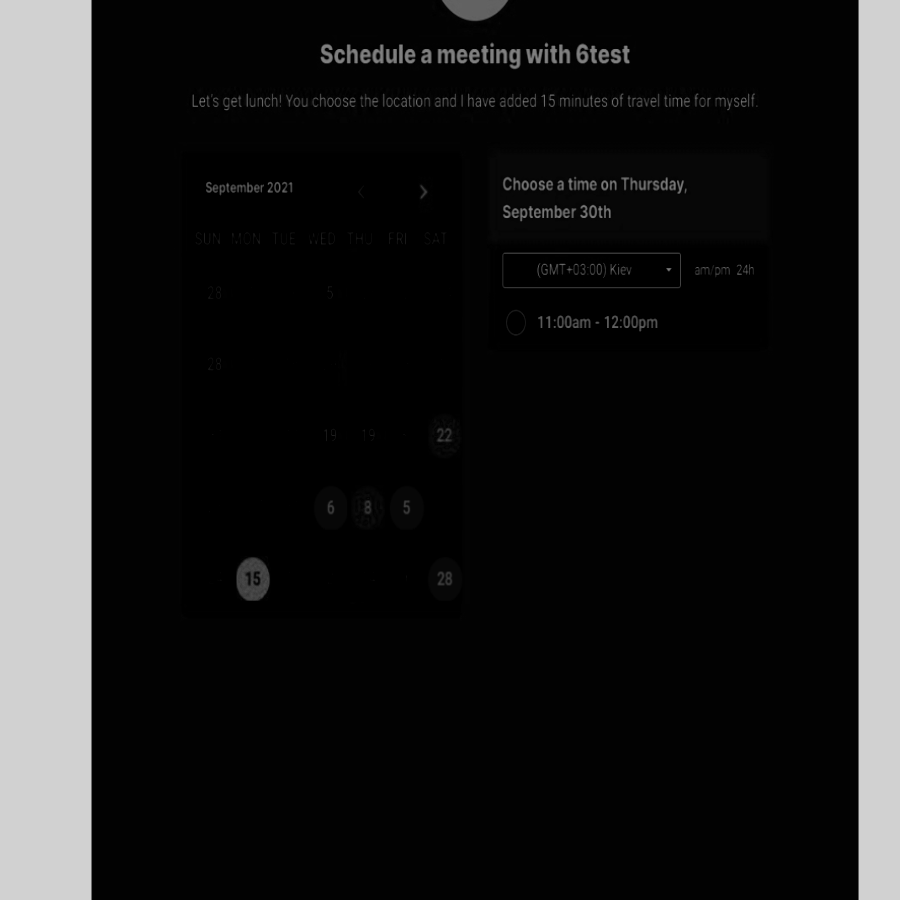 Schedule a meeting with 6test
Let's get lunch! You choose the location and I have added 15 minutes of travel time for myself.
September 2021
SUN MON TUE WED THU FRI SAT
28 5
28
19 19 22
6 8 5
15 28
Choose a time on Thursday,
September 30th
(GMT+03:00) Kiev am/pm 24h
11:00am - 12:00pm